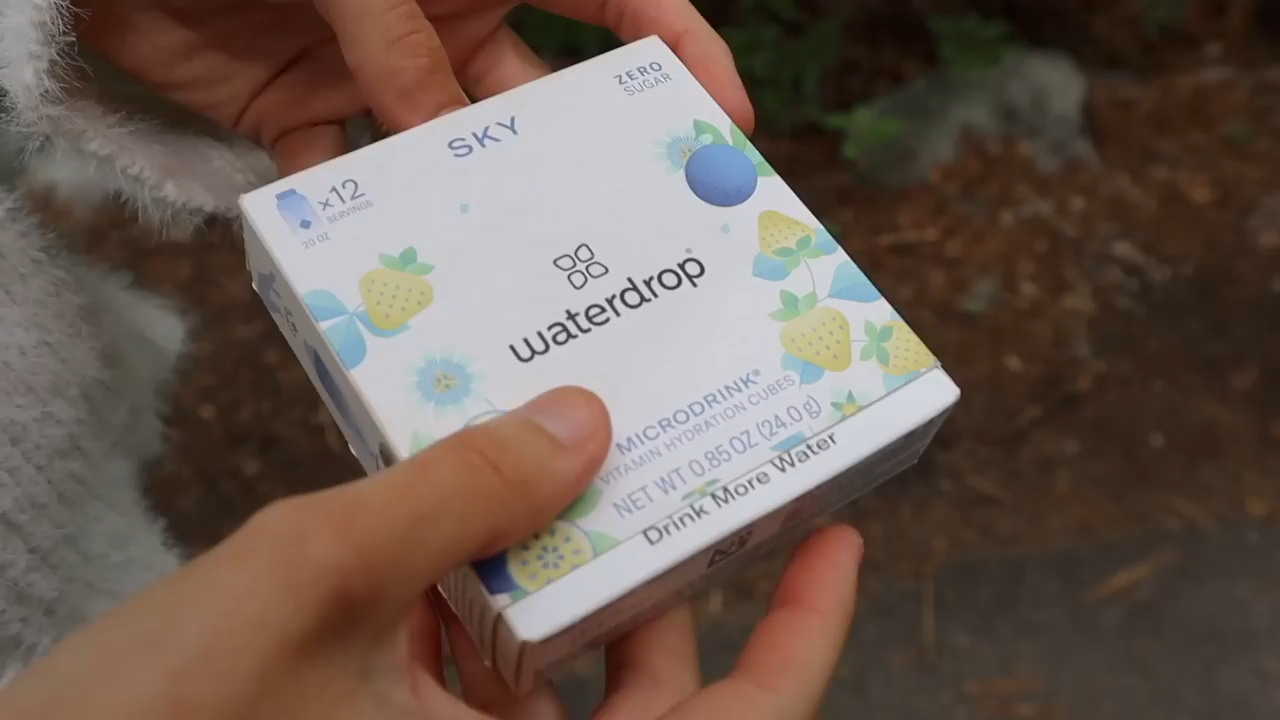 ZERO
SUGAR
SKY
×12
SERVINGS
20 OZ
waterdrop®
MICRODRINK®
VITAMIN HYDRATION CUBES
NET WT 0.85 OZ (24.0 g)
Drink More Water